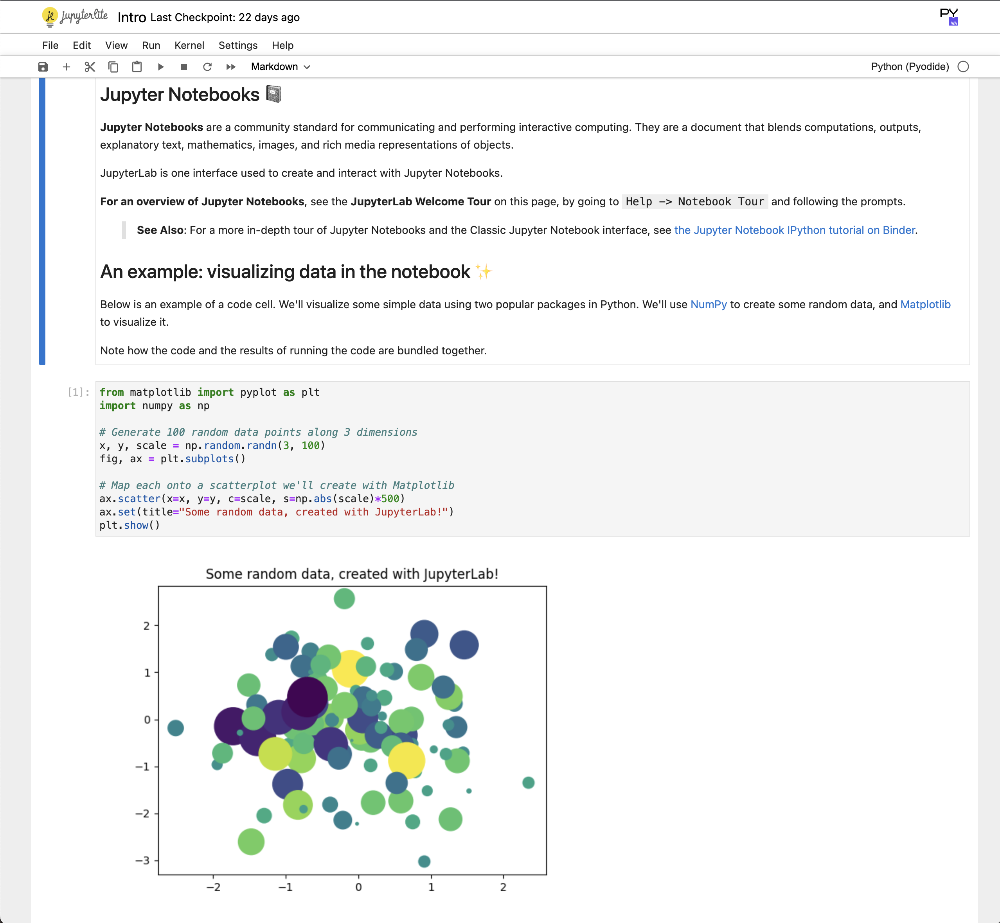 jupyterlite Intro Last Checkpoint: 22 days ago
PY
WA
File Edit View Run Kernel Settings Help
Markdown Python (Pyodide)
Jupyter Notebooks
Jupyter Notebooks are a community standard for communicating and performing interactive computing. They are a document that blends computations, outputs,
explanatory text, mathematics, images, and rich media representations of objects.
JupyterLab is one interface used to create and interact with Jupyter Notebooks.
For an overview of Jupyter Notebooks, see the JupyterLab Welcome Tour on this page, by going to Help -> Notebook Tour and following the prompts.
See Also: For a more in-depth tour of Jupyter Notebooks and the Classic Jupyter Notebook interface, see the Jupyter Notebook IPython tutorial on Binder.
An example: visualizing data in the notebook ✨
Below is an example of a code cell. We'll visualize some simple data using two popular packages in Python. We'll use NumPy to create some random data, and Matplotlib
to visualize it.
Note how the code and the results of running the code are bundled together.
[1]: from matplotlib import pyplot as plt
import numpy as np
# Generate 100 random data points along 3 dimensions
x, y, scale = np.random.randn(3, 100)
fig, ax = plt.subplots()
# Map each onto a scatterplot we'll create with Matplotlib
ax.scatter(x=x, y=y, c=scale, s=np.abs(scale)*500)
ax.set(title="Some random data, created with JupyterLab!")
plt.show()
Some random data, created with JupyterLab!
2
1
0
−1
−2
−3
−2 −1 0 1 2